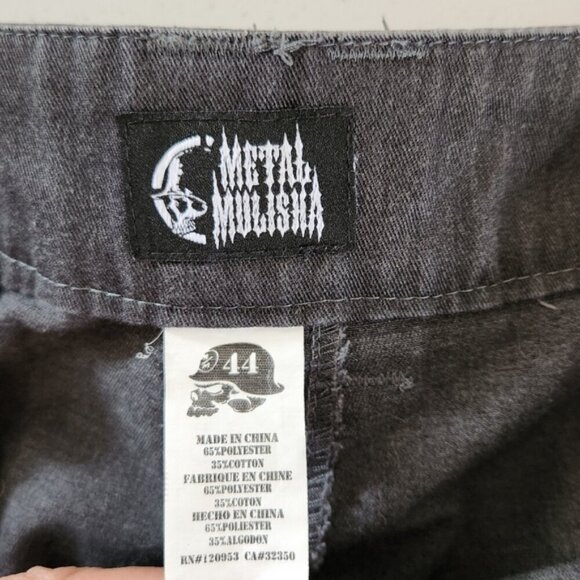 METAL
MULISHA
44
MADE IN CHINA
65%POLYESTER
35%COTTON
FABRIQUE EN CHINE
65%POLYESTER
35%COTON
HECHO EN CHINA
65%POLIESTER
35%ALGODON
RN#120953 CA#32350